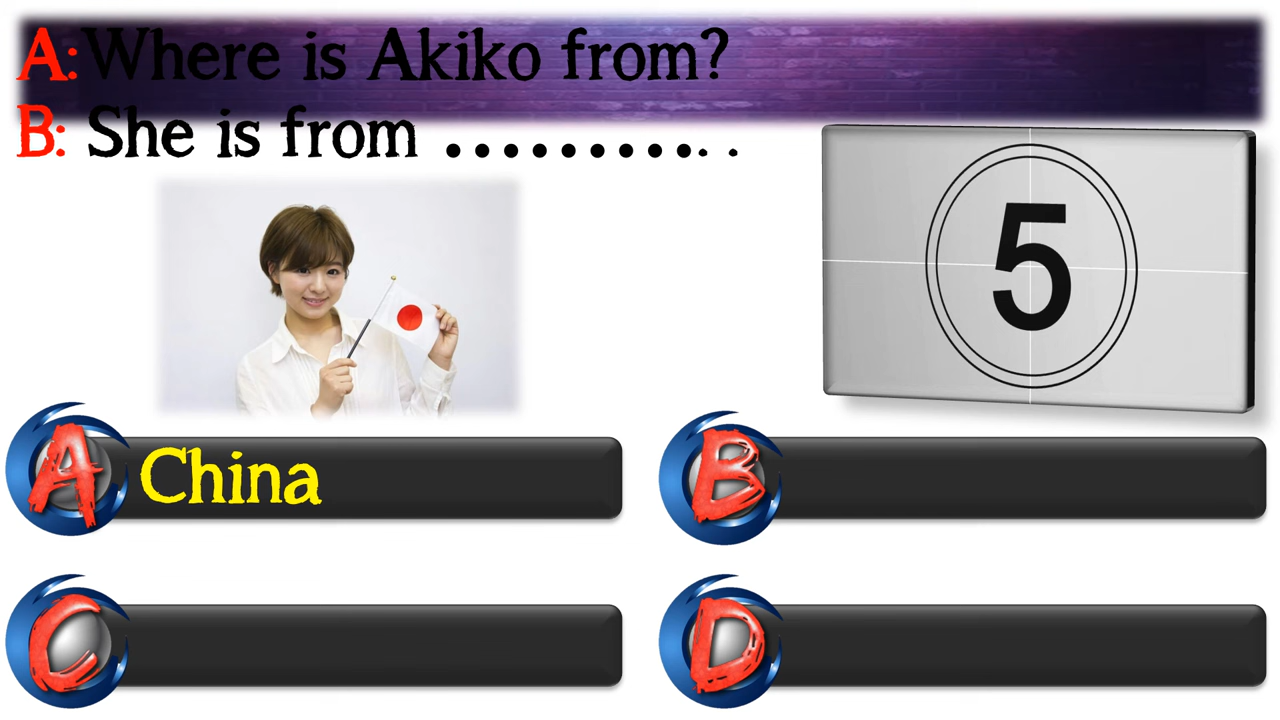 A: Where is Akiko from?
B: She is from ...........
5
A China
B
C
D